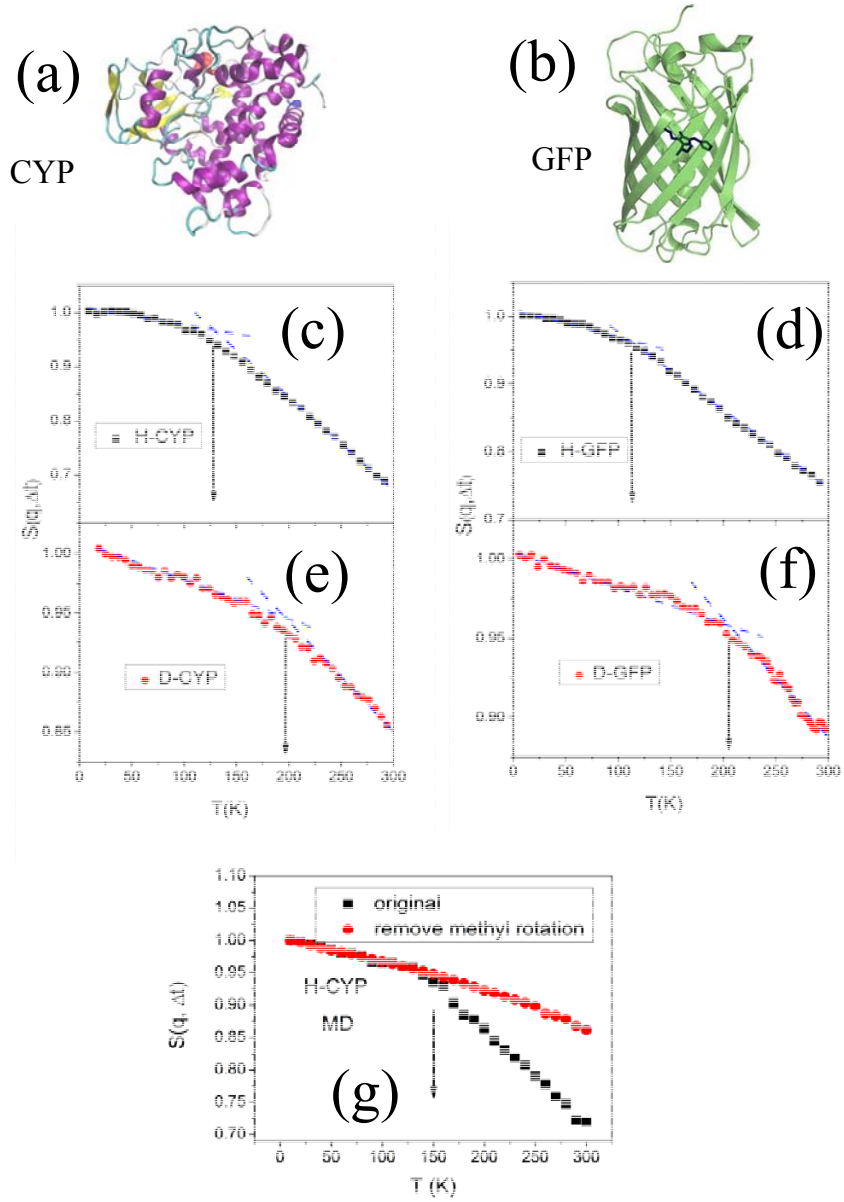 (a)
CYP
(b)
GFP
(c)
1.0
0.9
0.8
0.7
H-CYP
S(q,Δt)
(d)
1.0
0.9
0.8
0.7
H-GFP
S(q,Δt)
(e)
1.00
0.95
0.90
0.85
D-CYP
0 50 100 150 200 250 300
T(K)
(f)
1.00
0.95
0.90
D-GFP
0 50 100 150 200 250 300
T(K)
1.10
1.05
1.00
0.95
0.90
0.85
0.80
0.75
0.70
S(q, Δt)
original
remove methyl rotation
H-CYP
MD
(g)
0 50 100 150 200 250 300
T (K)